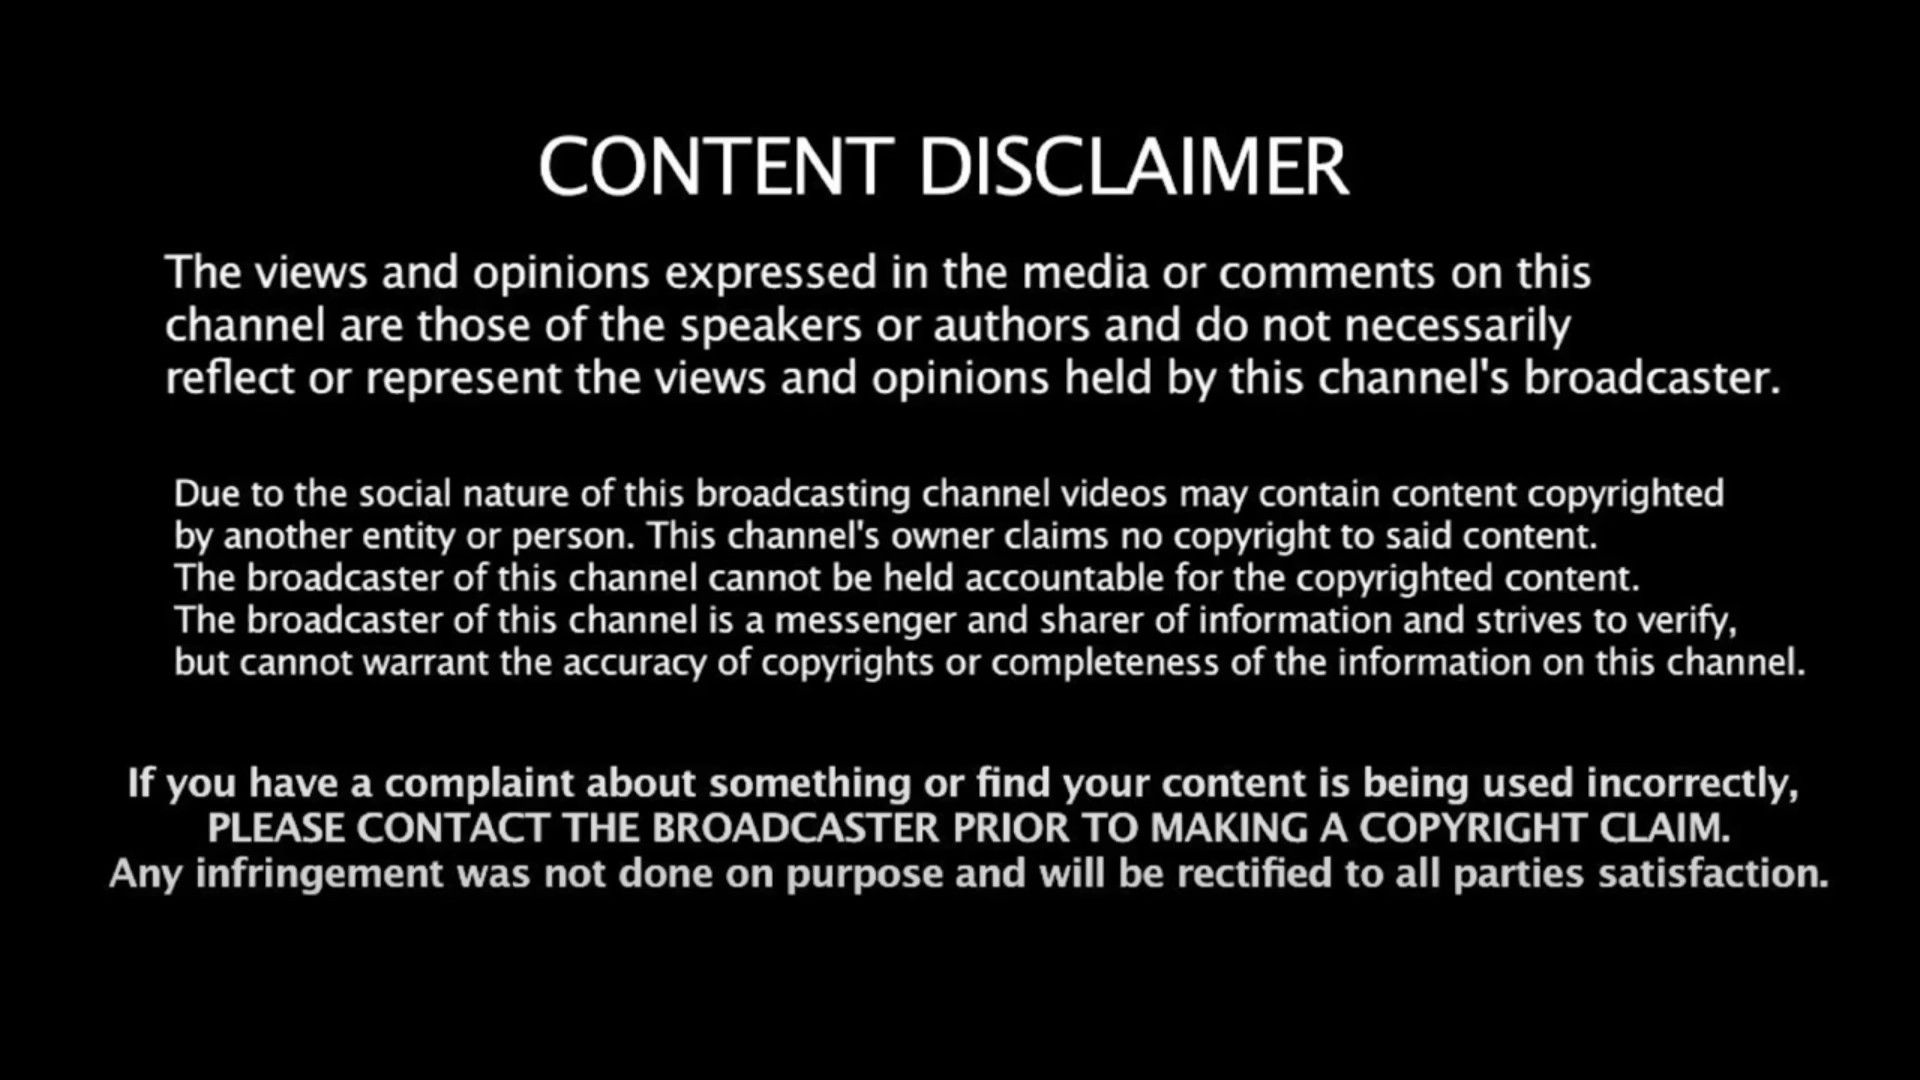 CONTENT DISCLAIMER
The views and opinions expressed in the media or comments on this
channel are those of the speakers or authors and do not necessarily
reflect or represent the views and opinions held by this channel's broadcaster.
Due to the social nature of this broadcasting channel videos may contain content copyrighted
by another entity or person. This channel's owner claims no copyright to said content.
The broadcaster of this channel cannot be held accountable for the copyrighted content.
The broadcaster of this channel is a messenger and sharer of information and strives to verify,
but cannot warrant the accuracy of copyrights or completeness of the information on this channel.
If you have a complaint about something or find your content is being used incorrectly,
PLEASE CONTACT THE BROADCASTER PRIOR TO MAKING A COPYRIGHT CLAIM.
Any infringement was not done on purpose and will be rectified to all parties satisfaction.